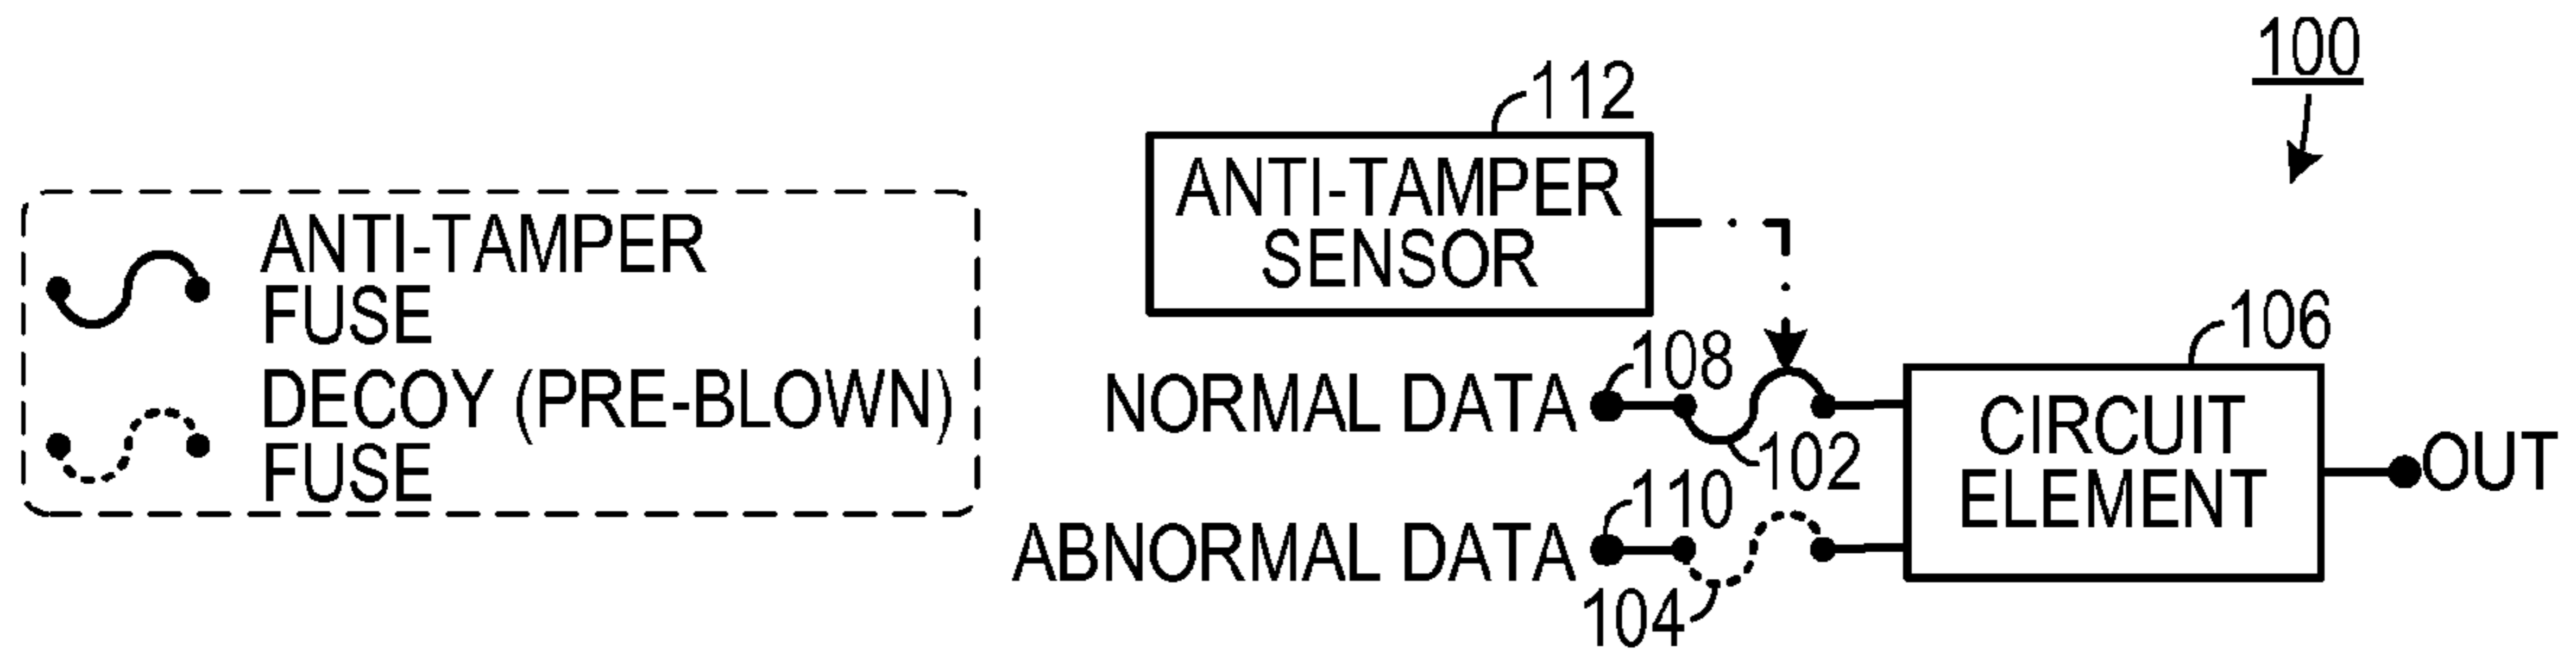 100
112
ANTI-TAMPER
SENSOR
ANTI-TAMPER
FUSE
DECOY (PRE-BLOWN)
FUSE
106
108
NORMAL DATA
102
CIRCUIT
ELEMENT
OUT
110
ABNORMAL DATA
104